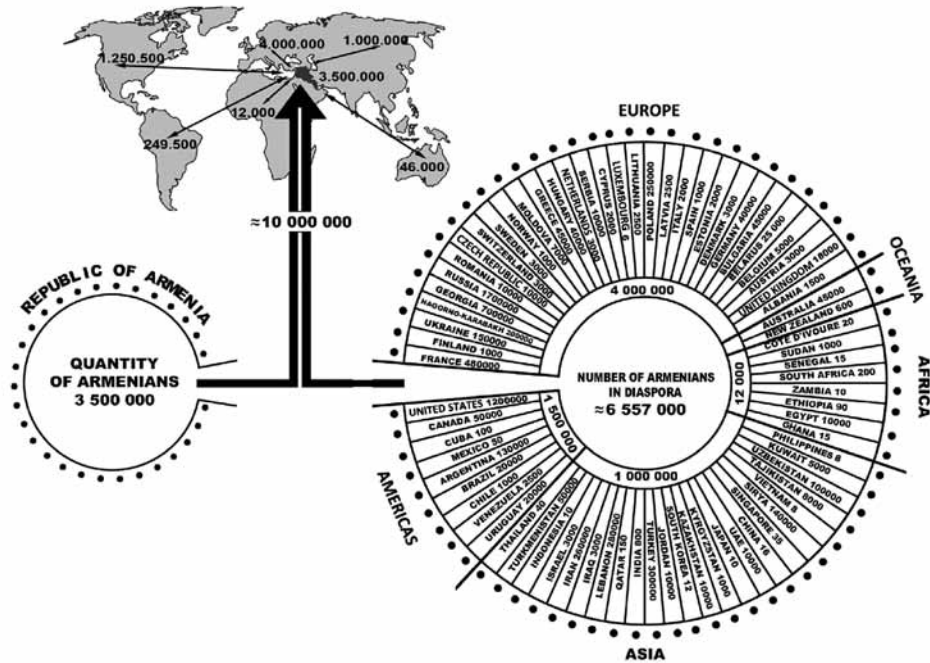 1.250.500
4.000.000
1.000.000
3.500.000
12.000
249.500
46.000
≈10 000 000
REPUBLIC OF ARMENIA
QUANTITY
OF ARMENIANS
3 500 000
NUMBER OF ARMENIANS
IN DIASPORA
≈6 557 000
EUROPE
4 000 000
FRANCE 480000
FINLAND 1000
UKRAINE 150000
NAGORNO-KARABAKH
GEORGIA 700000
RUSSIA 1700000
ROMANIA 10000
CZECH REPUBLIC 10000
SWITZERLAND 3000
SWEDEN 3000
NORWAY 1000
MOLDOVA
GREECE 450000
HUNGARY 40000
NETHERLANDS 3000
SERBIA 10000
CYPRUS 2000
LUXEMBOURG 6
LITHUANIA 2500
POLAND 250000
LATVIA 2500
ITALY 2000
SPAIN 1000
ESTONIA 2000
DENMARK 3000
GERMANY 40000
BULGARIA 45000
BELARUS 25 000
BELGIUM 5000
AUSTRIA 3000
UNITED KINGDOM 18000
ALBANIA 1500
OCEANIA
AUSTRALIA 45000
NEW ZEALAND 600
AFRICA
12 000
COTE D'IVOURE 20
SUDAN 1000
SENEGAL 15
SOUTH AFRICA 200
ZAMBIA 10
ETHIOPIA 90
EGYPT 10000
GHANA 15
ASIA
1 000 000
PHILIPPINES 8
KUWAIT 5000
UZBEKISTAN 100000
TAJIKISTAN 8000
VIETNAM 8
SIRYA 140000
SINGAPORE 35
CHINA 16
UAE 10000
JAPAN 10
KYRGYZSTAN 1000
KAZAKHSTAN 10000
SOUTH KOREA 12
JORDAN 10000
TURKEY 300000
INDIA 800
QATAR 150
LEBANON 280000
IRAQ 3000
IRAN 260000
ISRAEL 3000
INDONESIA 10
TURKMENISTAN 50000
THAILAND 40
AMERICAS
1 500 000
URUGUAY 20000
VENEZUELA 2500
CHILE 1000
BRAZIL 20000
ARGENTINA 130000
MEXICO 50
CUBA 100
CANADA 50000
UNITED STATES 1200000